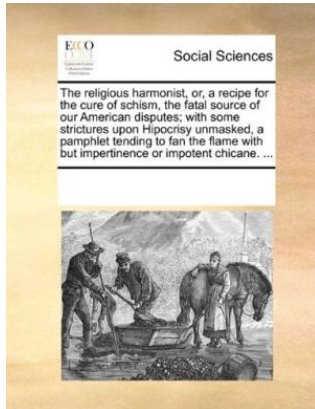 ECCO
Social Sciences
The religious harmonist, or, a recipe for
the cure of schism, the fatal source of
our American disputes; with some
strictures upon Hipocrisy unmasked, a
pamphlet tending to fan the flame with
but impertinence or impotent chicane. ...